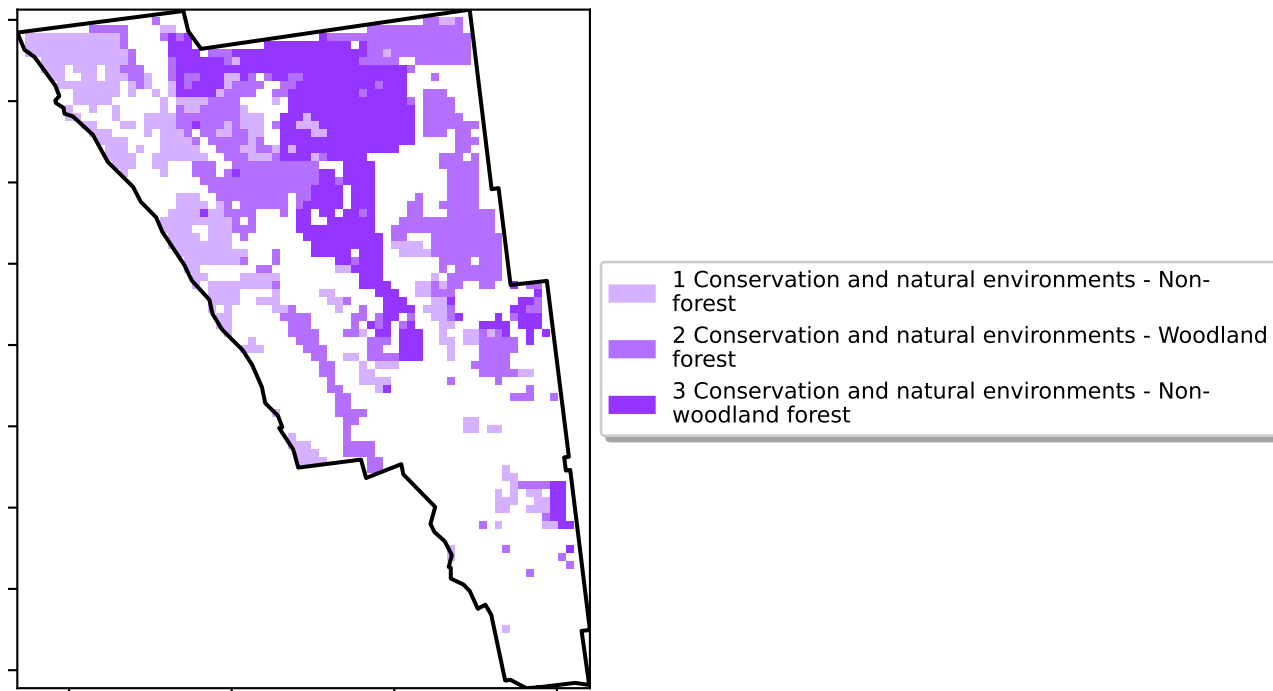 1 Conservation and natural environments - Non-
forest
2 Conservation and natural environments - Woodland
forest
3 Conservation and natural environments - Non-
woodland forest